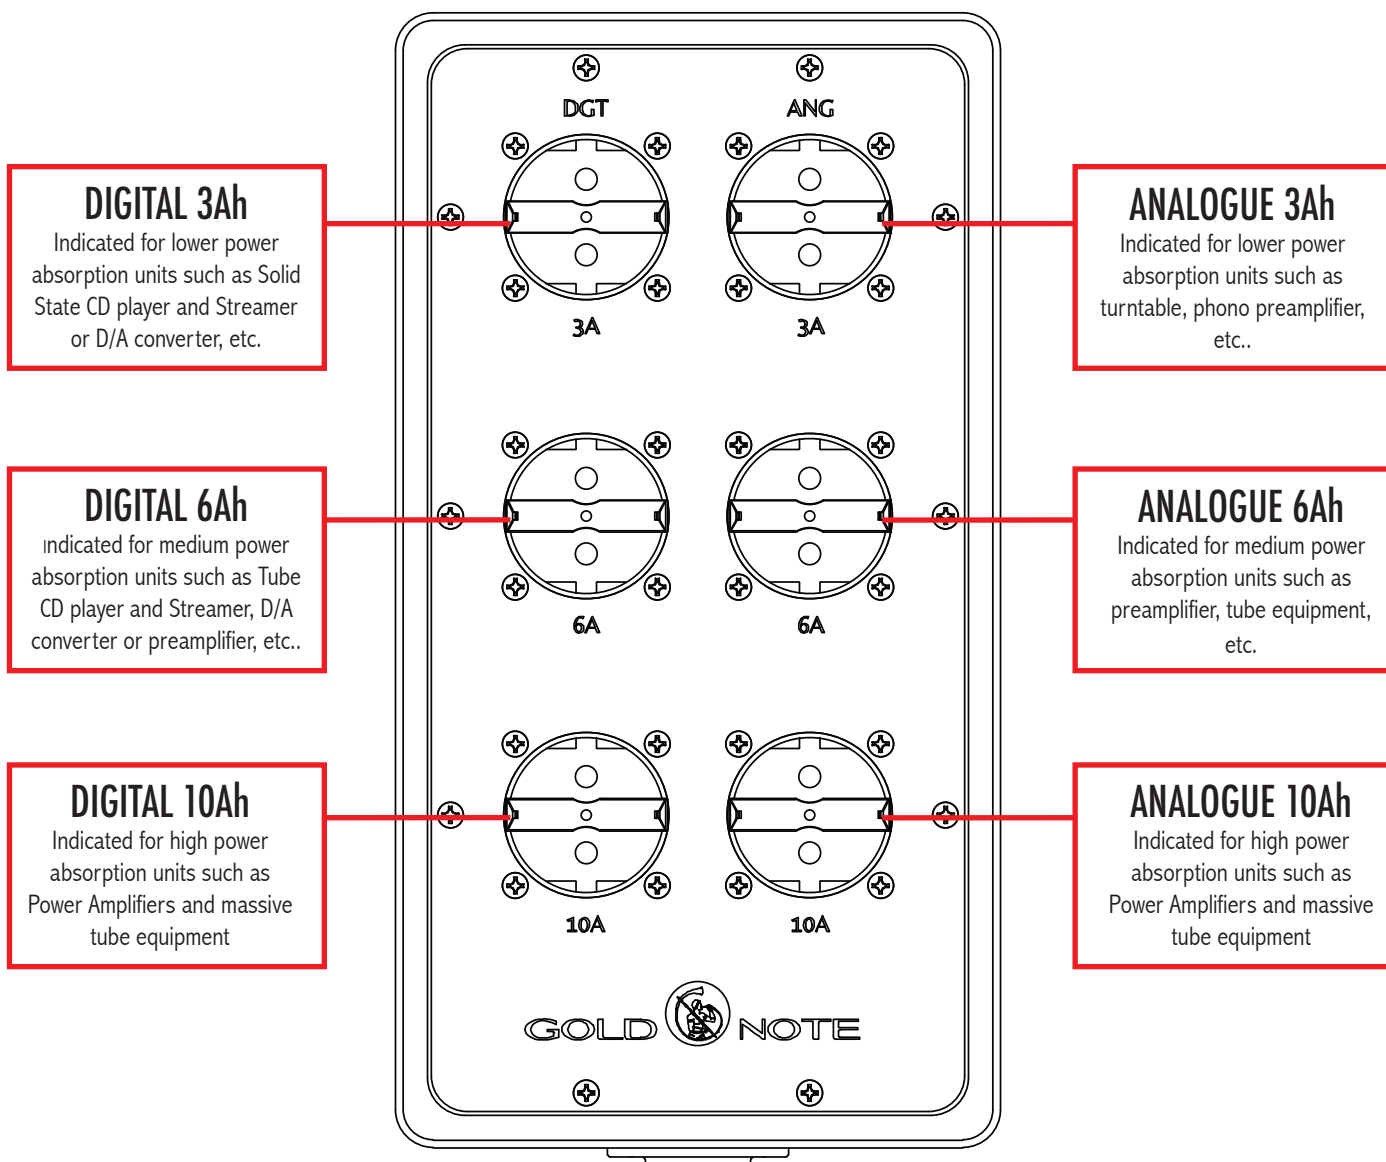 DGT
ANG
DIGITAL 3Ah
Indicated for lower power
absorption units such as Solid
State CD player and Streamer
or D/A converter, etc.
ANALOGUE 3Ah
Indicated for lower power
absorption units such as
turntable, phono preamplifier,
etc..
3A
3A
DIGITAL 6Ah
Indicated for medium power
absorption units such as Tube
CD player and Streamer, D/A
converter or preamplifier, etc..
ANALOGUE 6Ah
Indicated for medium power
absorption units such as
preamplifier, tube equipment,
etc.
6A
6A
DIGITAL 10Ah
Indicated for high power
absorption units such as
Power Amplifiers and massive
tube equipment
ANALOGUE 10Ah
Indicated for high power
absorption units such as
Power Amplifiers and massive
tube equipment
10A
10A
GOLD NOTE